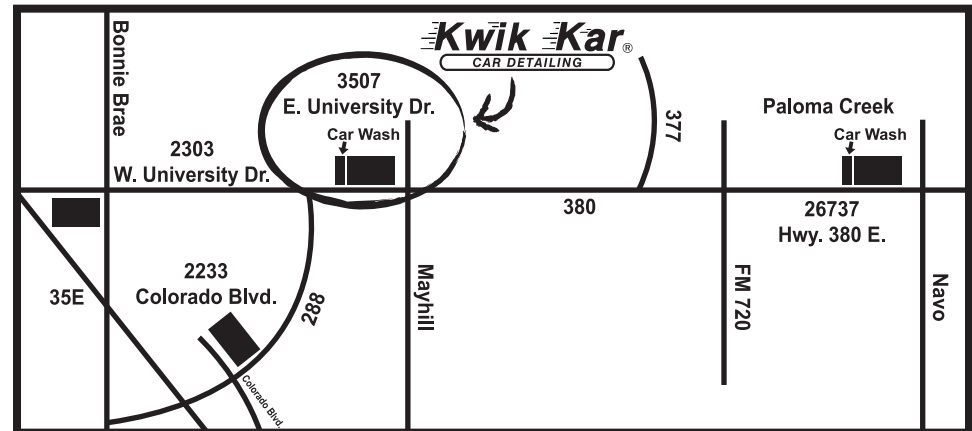 Bonnie Brae
Kwik Kar®
CAR DETAILING
3507
E. University Dr.
Car Wash
2303
W. University Dr.
377
Paloma Creek
Car Wash
380
26737
Hwy. 380 E.
35E
2233
Colorado Blvd.
288
Colorado Blvd.
Mayhill
FM 720
Navo